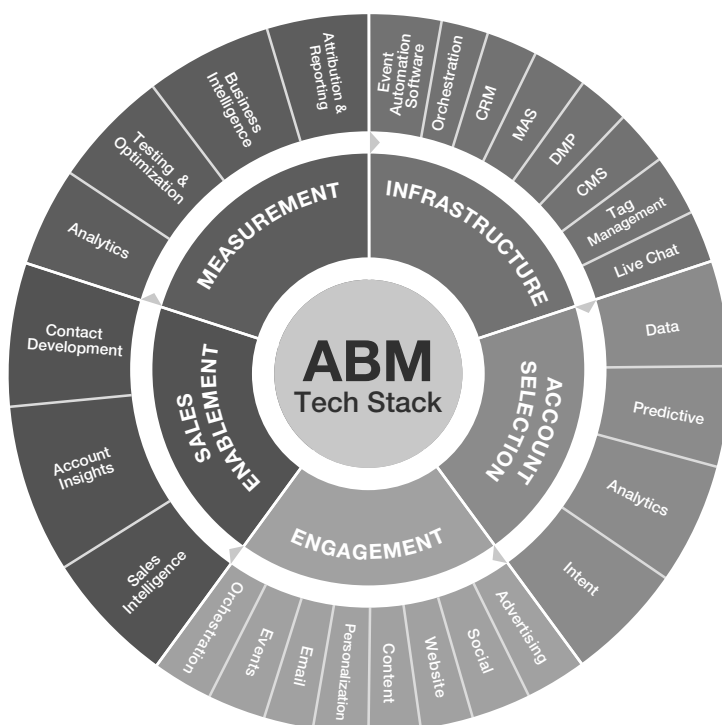 ABM
Tech Stack
INFRASTRUCTURE
Event
Automation
Software
Orchestration
CRM
MAS
DMP
CMS
Tag
Management
Live Chat
ACCOUNT
SELECTION
Data
Predictive
Analytics
Intent
ENGAGEMENT
Advertising
Social
Website
Content
Personalization
Email
Events
Orchestration
SALES
ENABLEMENT
Sales
Intelligence
Account
Insights
Contact
Development
MEASUREMENT
Analytics
Testing &
Optimization
Business
Intelligence
Attribution &
Reporting